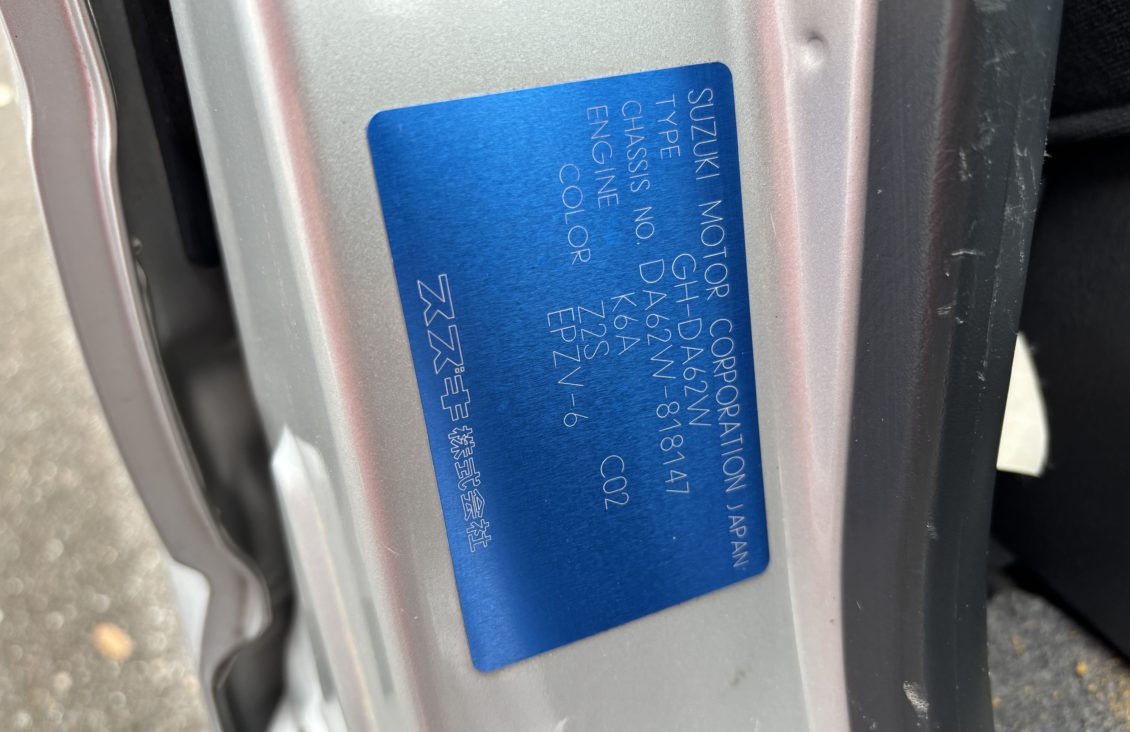 SUZUKI MOTOR CORPORATION JAPAN
TYPE GH-DA62W
CHASSIS NO. DA62W-818147
ENGINE K6A
COLOR Z2S C02
EPZV-6
スズキ株式会社